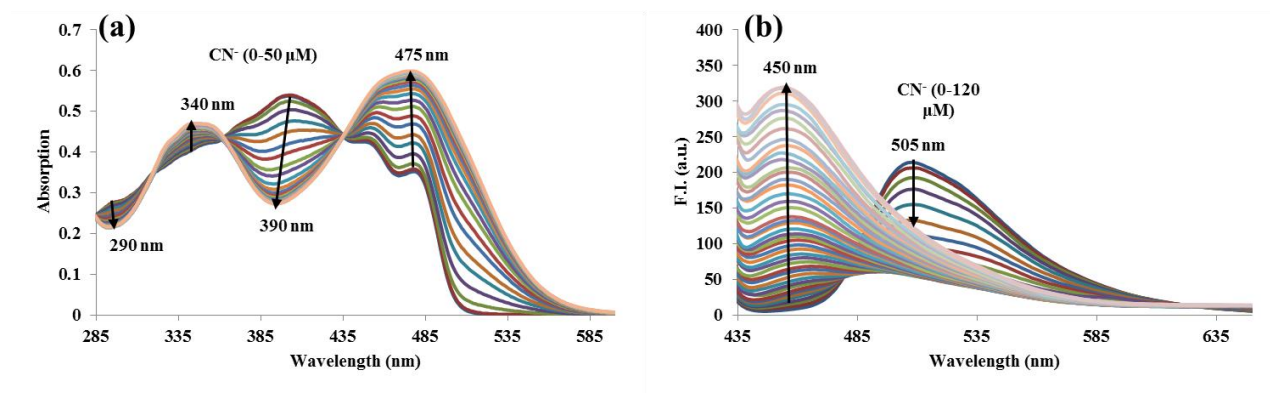 (a)
CN⁻ (0-50 μM)
475 nm
340 nm
390 nm
290 nm
Absorption
0.7
0.6
0.5
0.4
0.3
0.2
0.1
0
285 335 385 435 485 535 585
Wavelength (nm)
(b)
450 nm
CN⁻ (0-120
μM)
505 nm
F.I. (a.u.)
400
350
300
250
200
150
100
50
0
435 485 535 585 635
Wavelength (nm)